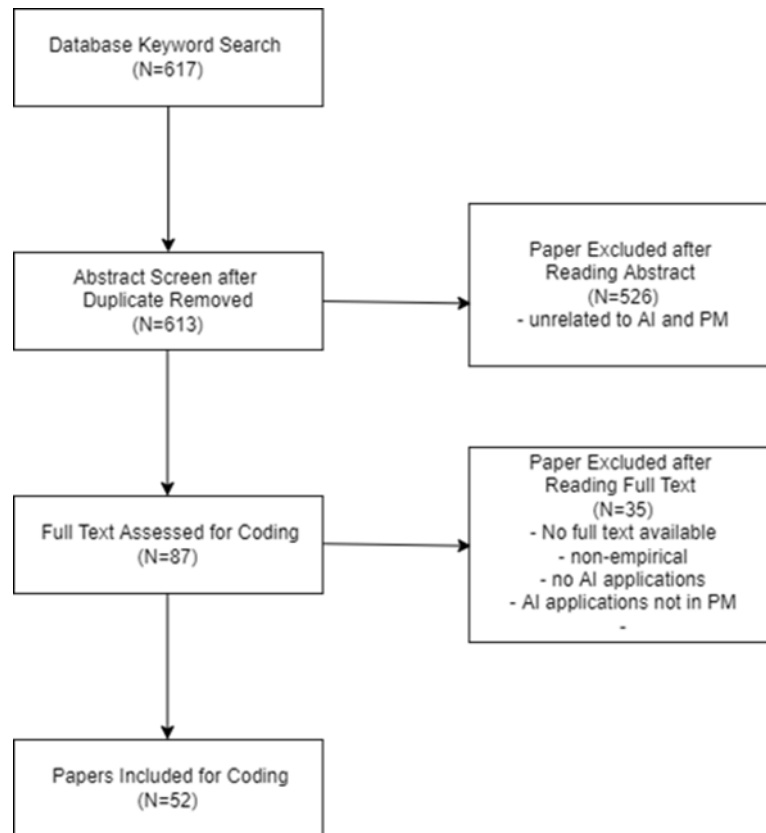 Database Keyword Search
(N=617)
Abstract Screen after
Duplicate Removed
(N=613)
Paper Excluded after
Reading Abstract
(N=526)
- unrelated to AI and PM
Full Text Assessed for Coding
(N=87)
Paper Excluded after
Reading Full Text
(N=35)
- No full text available
- non-empirical
- no AI applications
- AI applications not in PM
-
Papers Included for Coding
(N=52)